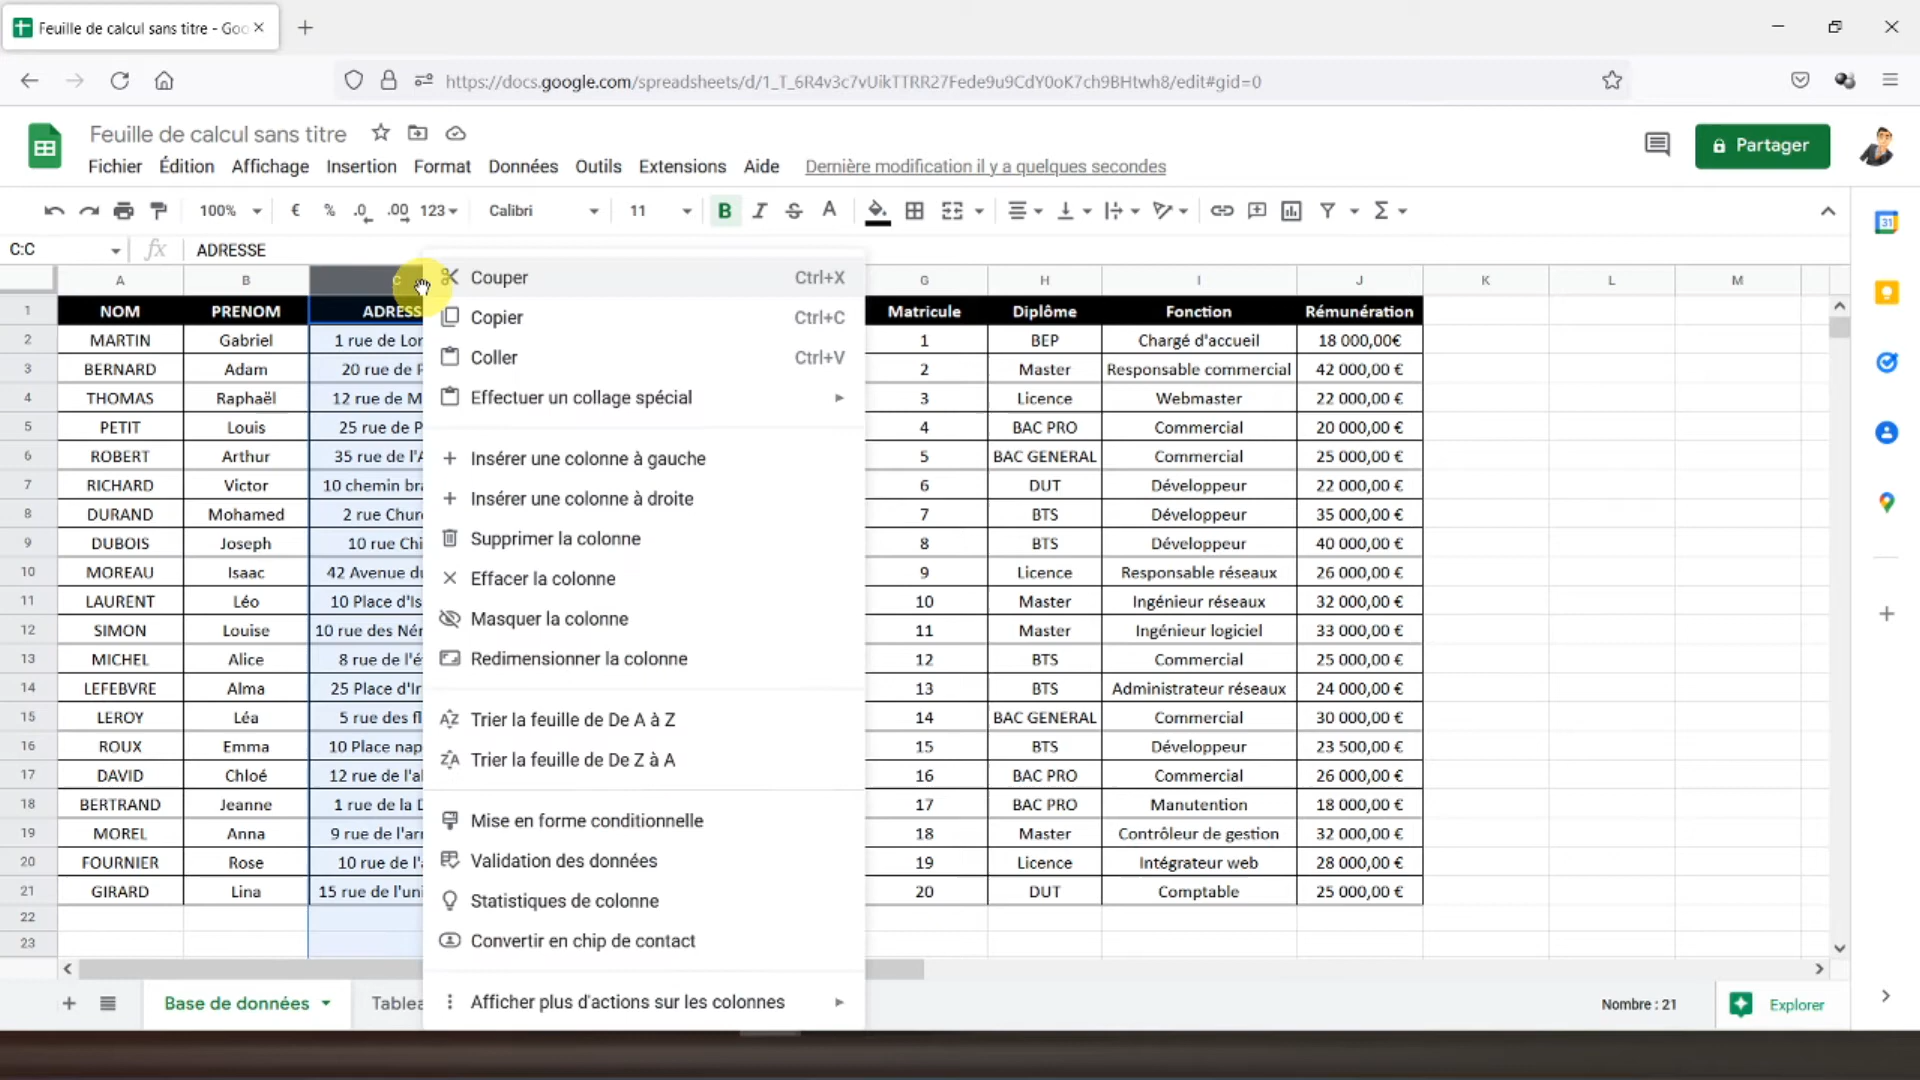 Feuille de calcul sans titre - Goo
https://docs.google.com/spreadsheets/d/1_T_6R4v3c7vUikTTRR27Fede9u9CdY0oK7ch9BHtwh8/edit#gid=0
Feuille de calcul sans titre
Partager
Fichier Édition Affichage Insertion Format Données Outils Extensions Aide Dernière modification il y a quelques secondes
100% € % .0 .00 123 Calibri 11 B I S A Σ
31
C:C fx ADRESSE
A B C G H I J K L M
1 NOM PRENOM ADRESS Matricule Diplôme Fonction Rémunération
2 MARTIN Gabriel 1 rue de Lor 1 BEP Chargé d'accueil 18 000,00€
3 BERNARD Adam 20 rue de P 2 Master Responsable commercial 42 000,00 €
4 THOMAS Raphaël 12 rue de M 3 Licence Webmaster 22 000,00 €
5 PETIT Louis 25 rue de P 4 BAC PRO Commercial 20 000,00 €
6 ROBERT Arthur 35 rue de l'A 5 BAC GENERAL Commercial 25 000,00 €
7 RICHARD Victor 10 chemin bra 6 DUT Développeur 22 000,00 €
8 DURAND Mohamed 2 rue Chur 7 BTS Développeur 35 000,00 €
9 DUBOIS Joseph 10 rue Chi 8 BTS Développeur 40 000,00 €
10 MOREAU Isaac 42 Avenue du 9 Licence Responsable réseaux 26 000,00 €
11 LAURENT Léo 10 Place d'Is 10 Master Ingénieur réseaux 32 000,00 €
12 SIMON Louise 10 rue des Nér 11 Master Ingénieur logiciel 33 000,00 €
13 MICHEL Alice 8 rue de l'é 12 BTS Commercial 25 000,00 €
14 LEFEBVRE Alma 25 Place d'Ir 13 BTS Administrateur réseaux 24 000,00 €
15 LEROY Léa 5 rue des fl 14 BAC GENERAL Commercial 30 000,00 €
16 ROUX Emma 10 Place nap 15 BTS Développeur 23 500,00 €
17 DAVID Chloé 12 rue de l'a 16 BAC PRO Commercial 26 000,00 €
18 BERTRAND Jeanne 1 rue de la D 17 BAC PRO Manutention 18 000,00 €
19 MOREL Anna 9 rue de l'arr 18 Master Contrôleur de gestion 32 000,00 €
20 FOURNIER Rose 10 rue de l' 19 Licence Intégrateur web 28 000,00 €
21 GIRARD Lina 15 rue de l'uni 20 DUT Comptable 25 000,00 €
22
23
Couper Ctrl+X
Copier Ctrl+C
Coller Ctrl+V
Effectuer un collage spécial
Insérer une colonne à gauche
Insérer une colonne à droite
Supprimer la colonne
Effacer la colonne
Masquer la colonne
Redimensionner la colonne
Trier la feuille de De A à Z
Trier la feuille de De Z à A
Mise en forme conditionnelle
Validation des données
Statistiques de colonne
Convertir en chip de contact
Afficher plus d'actions sur les colonnes
Base de données Tablea Nombre : 21 Explorer